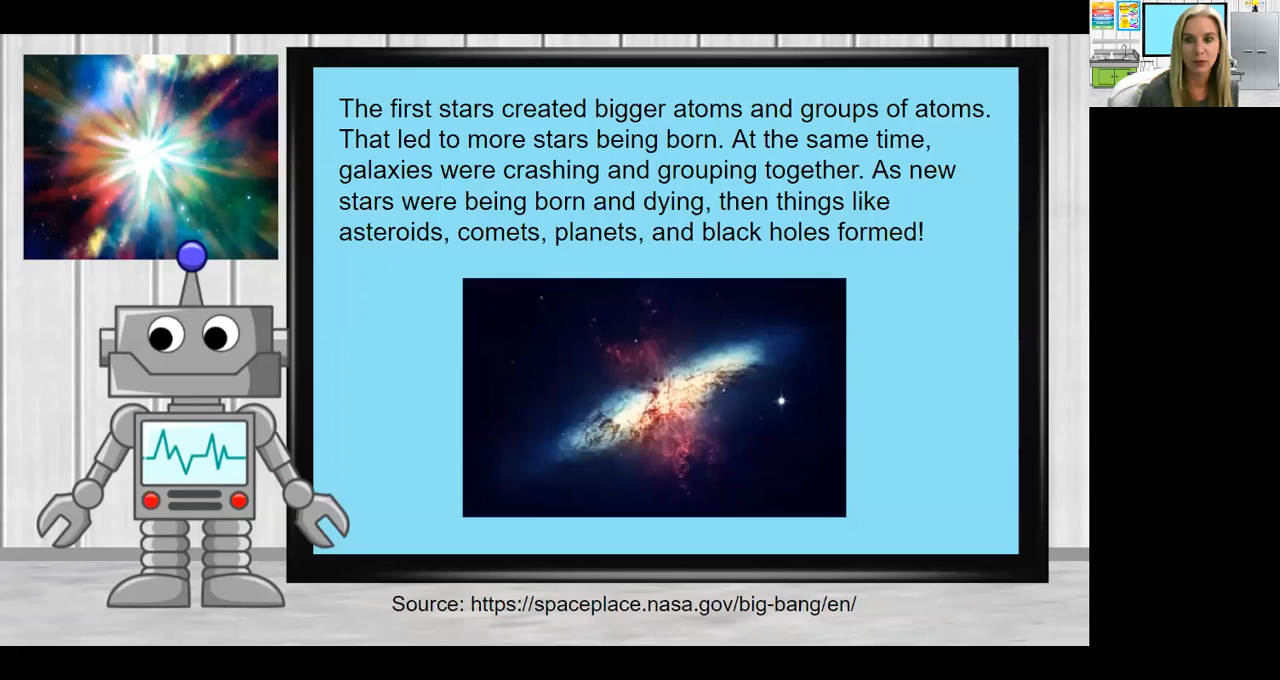 The first stars created bigger atoms and groups of atoms.
That led to more stars being born. At the same time,
galaxies were crashing and grouping together. As new
stars were being born and dying, then things like
asteroids, comets, planets, and black holes formed!
Source: https://spaceplace.nasa.gov/big-bang/en/